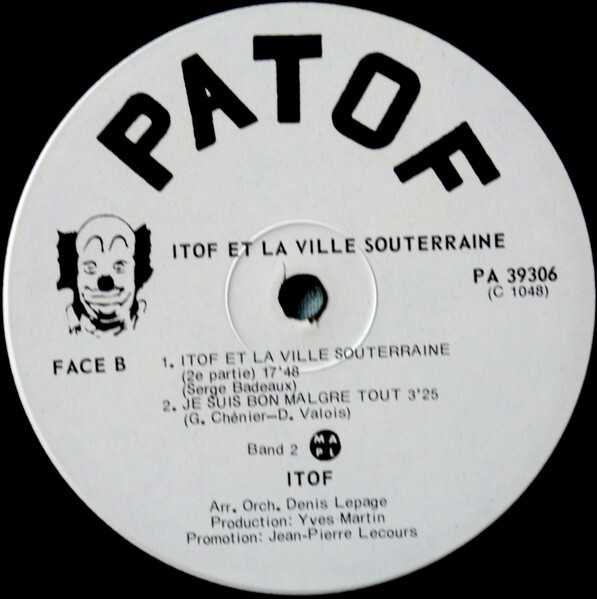 PATOF
ITOF ET LA VILLE SOUTERRAINE
PA 39306
(C 1048)
FACE B
1. ITOF ET LA VILLE SOUTERRAINE
(2e partie) 17'48
(Serge Badeaux)
2. JE SUIS BON MALGRE TOUT 3'25
(G. Chénier—D. Valois)
Band 2 MAPL
ITOF
Arr. Orch. Denis Lepage
Production: Yves Martin
Promotion: Jean-Pierre Lecours